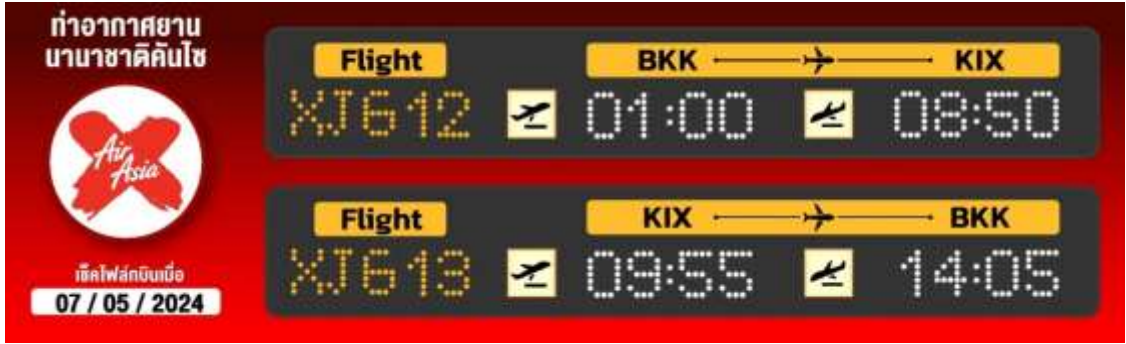 ท่าอากาศยาน
นานาชาติคันไซ
Air
Asia
เช็คไฟล์ทบินเมื่อ
07 / 05 / 2024
Flight BKK KIX
XJ612 01:00 08:50
Flight KIX BKK
XJ613 09:55 14:05